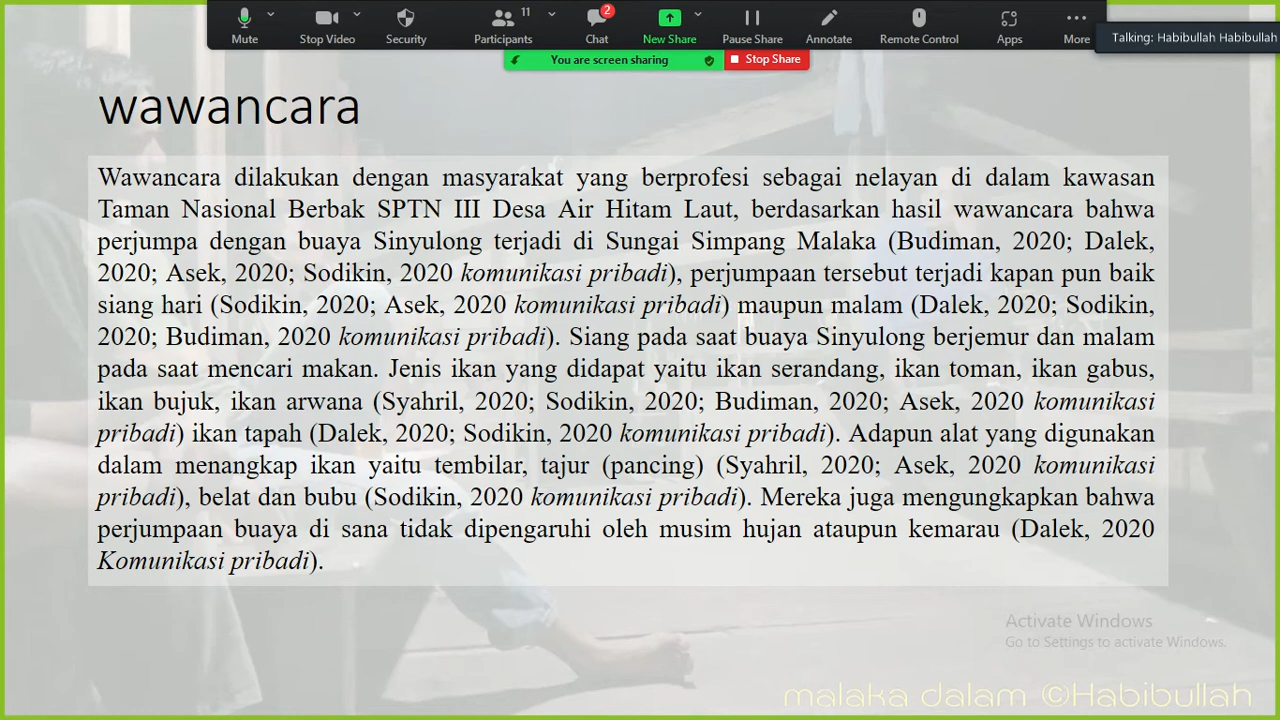 Mute
Stop Video
Security
Participants
11
Chat
2
New Share
Pause Share
Annotate
Remote Control
Apps
More
Talking: Habibullah Habibullah
You are screen sharing
Stop Share
wawancara
Wawancara dilakukan dengan masyarakat yang berprofesi sebagai nelayan di dalam kawasan
Taman Nasional Berbak SPTN III Desa Air Hitam Laut, berdasarkan hasil wawancara bahwa
perjumpa dengan buaya Sinyulong terjadi di Sungai Simpang Malaka (Budiman, 2020; Dalek,
2020; Asek, 2020; Sodikin, 2020 komunikasi pribadi), perjumpaan tersebut terjadi kapan pun baik
siang hari (Sodikin, 2020; Asek, 2020 komunikasi pribadi) maupun malam (Dalek, 2020; Sodikin,
2020; Budiman, 2020 komunikasi pribadi). Siang pada saat buaya Sinyulong berjemur dan malam
pada saat mencari makan. Jenis ikan yang didapat yaitu ikan serandang, ikan toman, ikan gabus,
ikan bujuk, ikan arwana (Syahril, 2020; Sodikin, 2020; Budiman, 2020; Asek, 2020 komunikasi
pribadi) ikan tapah (Dalek, 2020; Sodikin, 2020 komunikasi pribadi). Adapun alat yang digunakan
dalam menangkap ikan yaitu tembilar, tajur (pancing) (Syahril, 2020; Asek, 2020 komunikasi
pribadi), belat dan bubu (Sodikin, 2020 komunikasi pribadi). Mereka juga mengungkapkan bahwa
perjumpaan buaya di sana tidak dipengaruhi oleh musim hujan ataupun kemarau (Dalek, 2020
Komunikasi pribadi).
Activate Windows
Go to Settings to activate Windows.
malaka dalam ©Habibullah